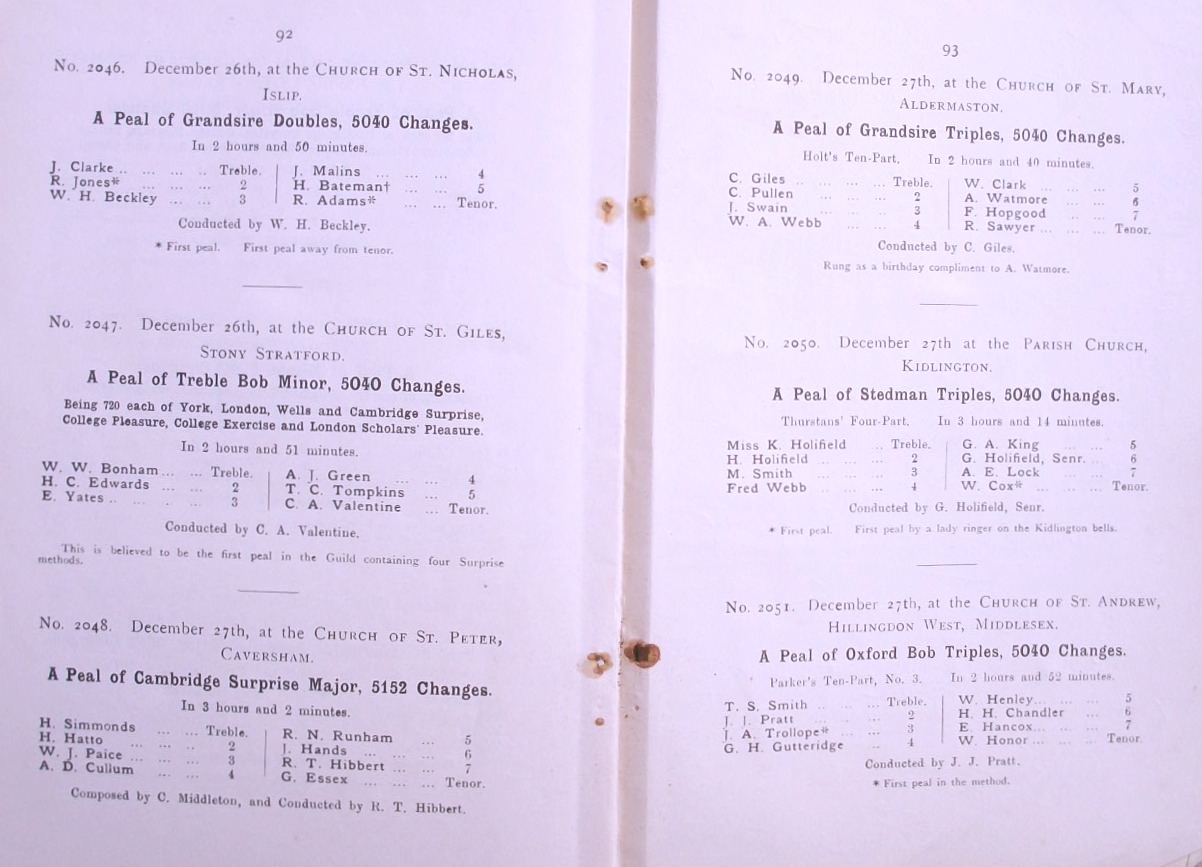 92
No. 2046. December 26th, at the Church of St. Nicholas,
Islip.
A Peal of Grandsire Doubles, 5040 Changes.
In 2 hours and 50 minutes.
J. Clarke .. ... ... .. Treble. J. Malins ... ... ... 4
R. Jones* ... ... ... 2 H. Bateman† ... ... 5
W. H. Beckley ... ... 3 R. Adams* ... ... Tenor.
Conducted by W. H. Beckley.
* First peal. First peal away from tenor.
No. 2047. December 26th, at the Church of St. Giles,
Stony Stratford.
A Peal of Treble Bob Minor, 5040 Changes.
Being 720 each of York, London, Wells and Cambridge Surprise,
College Pleasure, College Exercise and London Scholars' Pleasure.
In 2 hours and 51 minutes.
W. W. Bonham ... ... Treble. A. J. Green ... ... 4
H. C. Edwards ... ... 2 T. C. Tompkins ... 5
E. Yates .. ... . ... 3 C. A. Valentine ... Tenor.
Conducted by C. A. Valentine.
This is believed to be the first peal in the Guild containing four Surprise
methods.
No. 2048. December 27th, at the Church of St. Peter,
Caversham.
A Peal of Cambridge Surprise Major, 5152 Changes.
In 3 hours and 2 minutes.
H. Simmonds ... ... Treble. R. N. Runham ... 5
H. Hatto ... ... ... 2 J. Hands ... ... ... 6
W. J. Paice ... ... ... 3 R. T. Hibbert ... ... 7
A. D. Cullum ... ... 4 G. Essex ... ... ... Tenor.
Composed by C. Middleton, and Conducted by R. T. Hibbert.
93
No. 2049. December 27th, at the Church of St. Mary,
Aldermaston.
A Peal of Grandsire Triples, 5040 Changes.
Holt's Ten-Part. In 2 hours and 40 minutes.
C. Giles .. ... ... ... Treble. W. Clark ... ... ... 5
C. Pullen ... ... ... 2 A. Watmore ... ... 6
J. Swain ... ... .. 3 F. Hopgood ... ... 7
W. A. Webb ... ... 4 R. Sawyer ... ... ... Tenor.
Conducted by C. Giles.
Rung as a birthday compliment to A. Watmore.
No. 2050. December 27th at the Parish Church,
Kidlington.
A Peal of Stedman Triples, 5040 Changes.
Thurstans' Four-Part. In 3 hours and 14 minutes.
Miss K. Holifield .. Treble. G. A. King ... ... 5
H. Holifield .. ... ... 2 G. Holifield, Senr. ... 6
M. Smith ... ... 3 A. E. Lock ... ... 7
Fred Webb .. ... ... 4 W. Cox* ... ... ... Tenor.
Conducted by G. Holifield, Senr.
* First peal. First peal by a lady ringer on the Kidlington bells.
No. 2051. December 27th, at the Church of St. Andrew,
Hillingdon West, Middlesex.
A Peal of Oxford Bob Triples, 5040 Changes.
Parker's Ten-Part, No. 3. In 2 hours and 52 minutes.
T. S. Smith .. ... ... Treble. W. Henley ... ... ... 5
J. J. Pratt ... .. ... 2 H. H. Chandler ... 6
J. A. Trollope* ... ... 3 E. Hancox ... ... ... 7
G. H. Gutteridge .. 4 W. Honor ... ... ... Tenor.
Conducted by J. J. Pratt.
* First peal in the method.